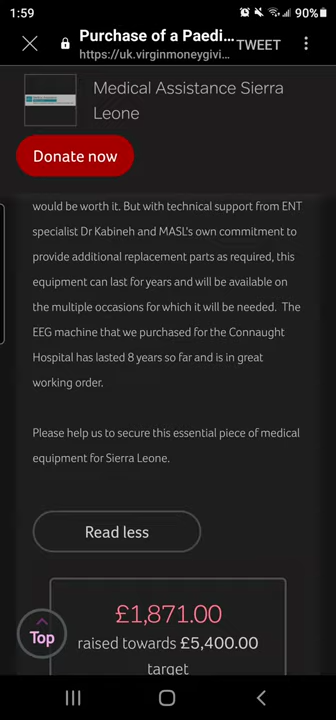 1:59
90%
Purchase of a Paedi...
https://uk.virginmoneygivi...
TWEET
Medical Assistance Sierra
Leone
Donate now
would be worth it. But with technical support from ENT
specialist Dr Kabineh and MASL's own commitment to
provide additional replacement parts as required, this
equipment can last for years and will be available on
the multiple occasions for which it will be needed. The
EEG machine that we purchased for the Connaught
Hospital has lasted 8 years so far and is in great
working order.
Please help us to secure this essential piece of medical
equipment for Sierra Leone.
Read less
£1,871.00
raised towards £5,400.00
target
Top